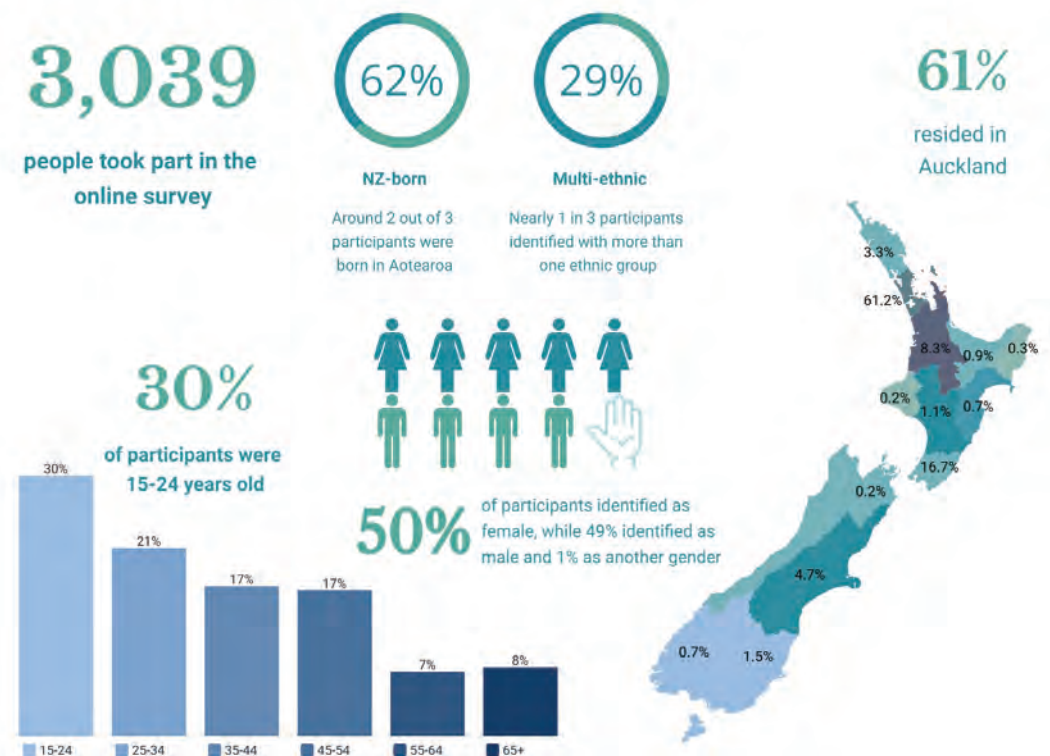 3,039
people took part in the
online survey
62%
NZ-born
Around 2 out of 3
participants were
born in Aotearoa
29%
Multi-ethnic
Nearly 1 in 3 participants
identified with more than
one ethnic group
61%
resided in
Auckland
3.3%
61.2%
8.3%
0.9%
0.3%
0.2%
1.1%
0.7%
16.7%
0.2%
4.7%
0.7%
1.5%
30%
of participants were
15-24 years old
30%
21%
17%
17%
7%
8%
15-24
25-34
35-44
45-54
55-64
65+
50%
of participants identified as
female, while 49% identified as
male and 1% as another gender